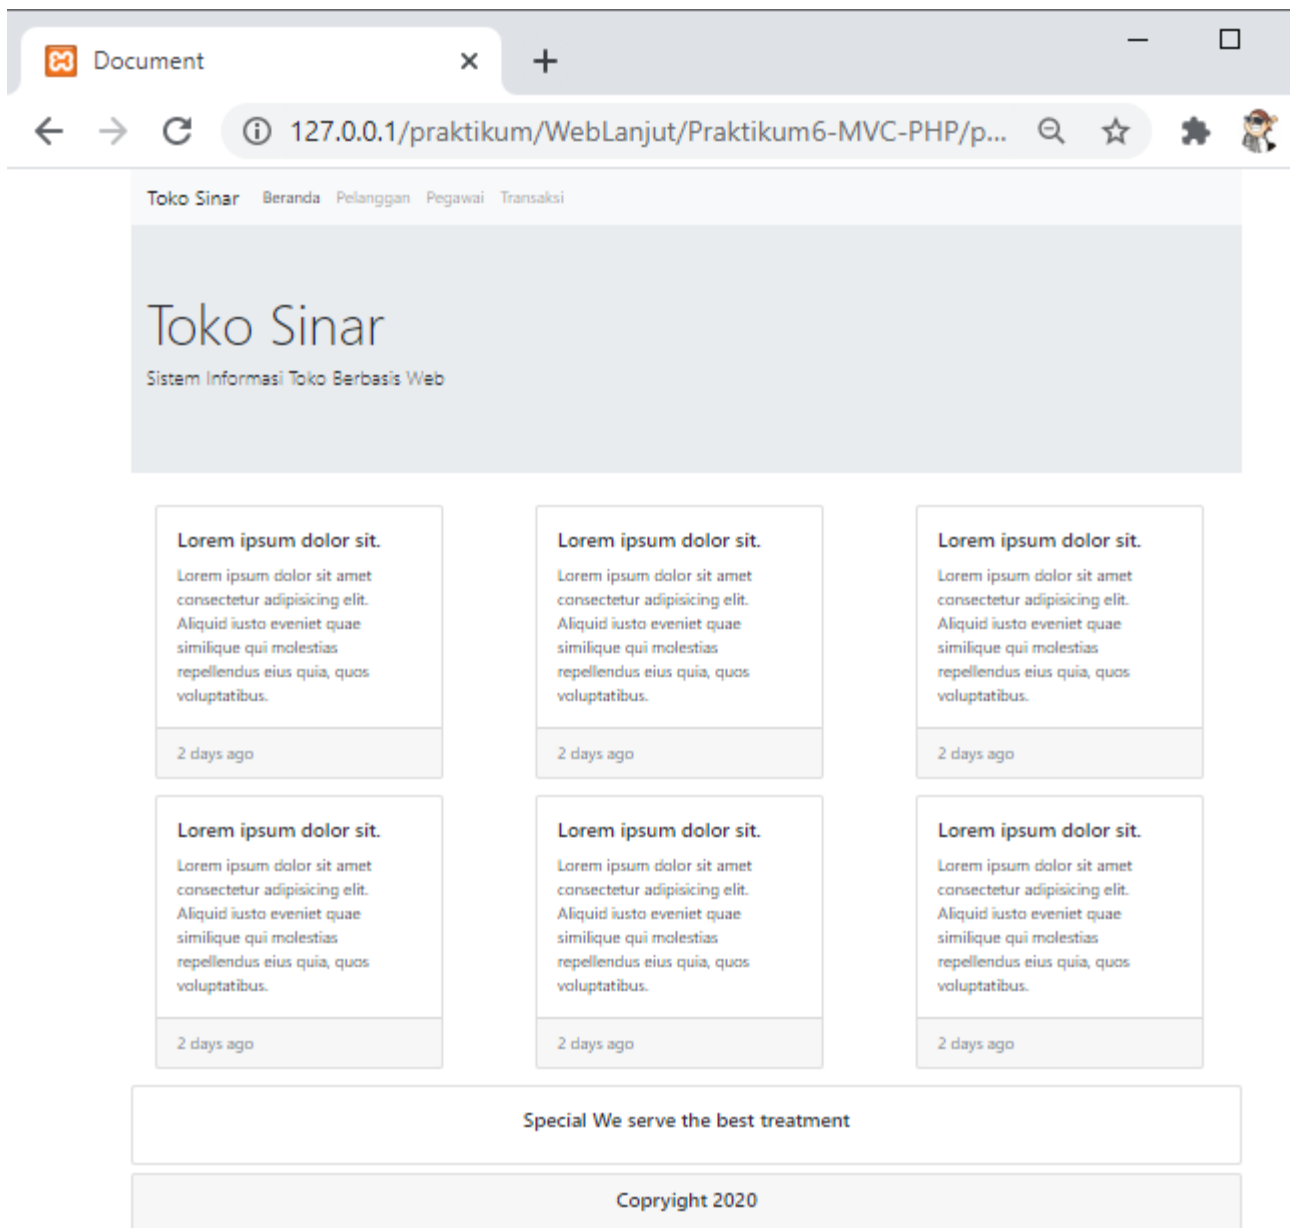 Document
127.0.0.1/praktikum/WebLanjut/Praktikum6-MVC-PHP/p...
Toko Sinar Beranda Pelanggan Pegawai Transaksi
Toko Sinar
Sistem Informasi Toko Berbasis Web
Lorem ipsum dolor sit.
Lorem ipsum dolor sit amet
consectetur adipisicing elit.
Aliquid iusto eveniet quae
similique qui molestias
repellendus eius quia, quos
voluptatibus.
2 days ago
Lorem ipsum dolor sit.
Lorem ipsum dolor sit amet
consectetur adipisicing elit.
Aliquid iusto eveniet quae
similique qui molestias
repellendus eius quia, quos
voluptatibus.
2 days ago
Lorem ipsum dolor sit.
Lorem ipsum dolor sit amet
consectetur adipisicing elit.
Aliquid iusto eveniet quae
similique qui molestias
repellendus eius quia, quos
voluptatibus.
2 days ago
Lorem ipsum dolor sit.
Lorem ipsum dolor sit amet
consectetur adipisicing elit.
Aliquid iusto eveniet quae
similique qui molestias
repellendus eius quia, quos
voluptatibus.
2 days ago
Lorem ipsum dolor sit.
Lorem ipsum dolor sit amet
consectetur adipisicing elit.
Aliquid iusto eveniet quae
similique qui molestias
repellendus eius quia, quos
voluptatibus.
2 days ago
Lorem ipsum dolor sit.
Lorem ipsum dolor sit amet
consectetur adipisicing elit.
Aliquid iusto eveniet quae
similique qui molestias
repellendus eius quia, quos
voluptatibus.
2 days ago
Special We serve the best treatment
Copryight 2020